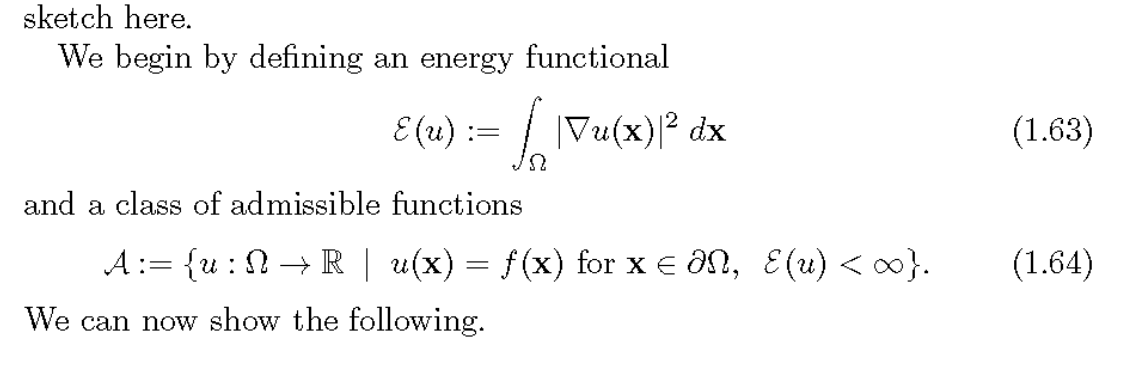 sketch here.
We begin by defining an energy functional
ℰ(u) := ∫_Ω |∇u(𝐱)|² d𝐱 (1.63)
and a class of admissible functions
𝒜 := {u : Ω → ℝ | u(𝐱) = f(𝐱) for 𝐱 ∈ ∂Ω, ℰ(u) < ∞}. (1.64)
We can now show the following.